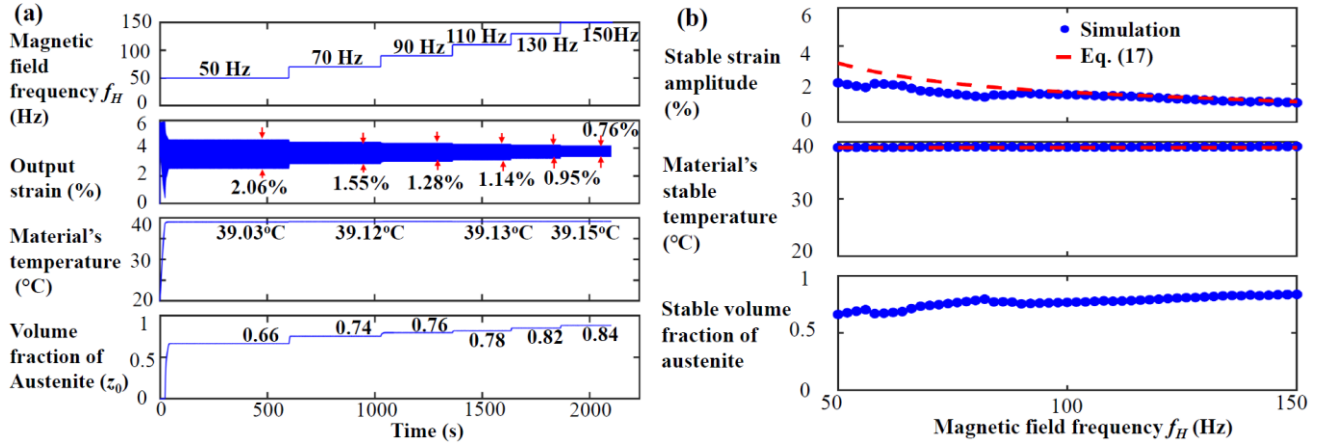 (a)
Magnetic
field
frequency f_H
(Hz)
150
100
50
0
50 Hz
70 Hz
90 Hz
110 Hz
130 Hz
150Hz
Output
strain (%)
6
4
2
0
2.06%
1.55%
1.28%
1.14%
0.95%
0.76%
Material's
temperature
(°C)
40
30
20
39.03°C
39.12°C
39.13°C
39.15°C
Volume
fraction of
Austenite (z_0)
1
0.5
0
0.66
0.74
0.76
0.78
0.82
0.84
0
500
1000
1500
2000
Time (s)
(b)
Stable strain
amplitude
(%)
6
4
2
0
Simulation
Eq. (17)
Material's
stable
temperature
(°C)
40
30
20
Stable volume
fraction of
austenite
1
0.5
0
50
100
150
Magnetic field frequency f_H (Hz)